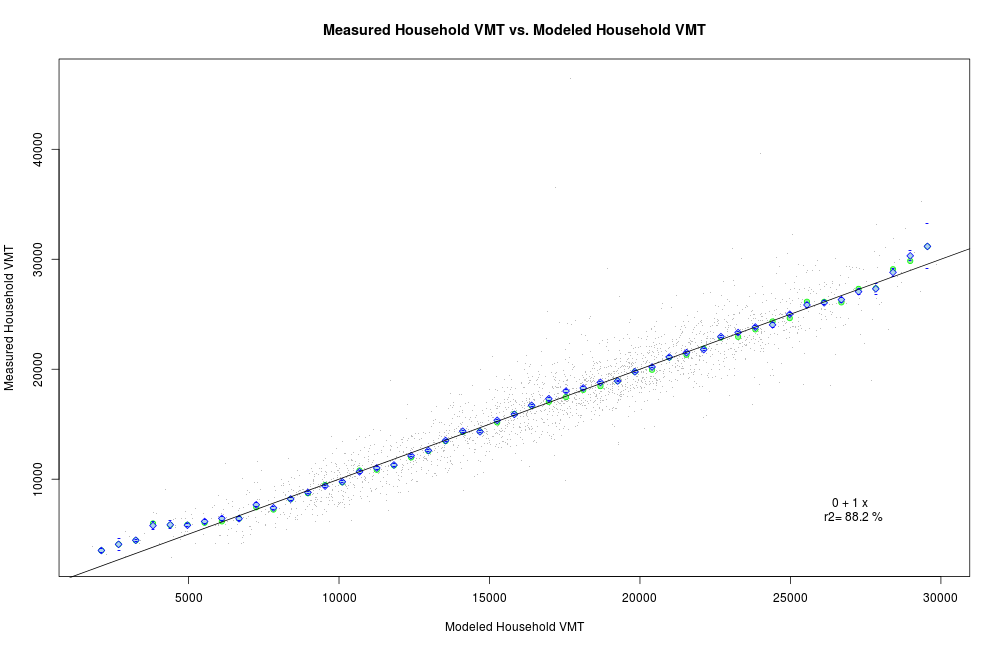 Measured Household VMT vs. Modeled Household VMT
Measured Household VMT
40000
30000
20000
10000
0 + 1 x
r2= 88.2 %
5000 10000 15000 20000 25000 30000
Modeled Household VMT